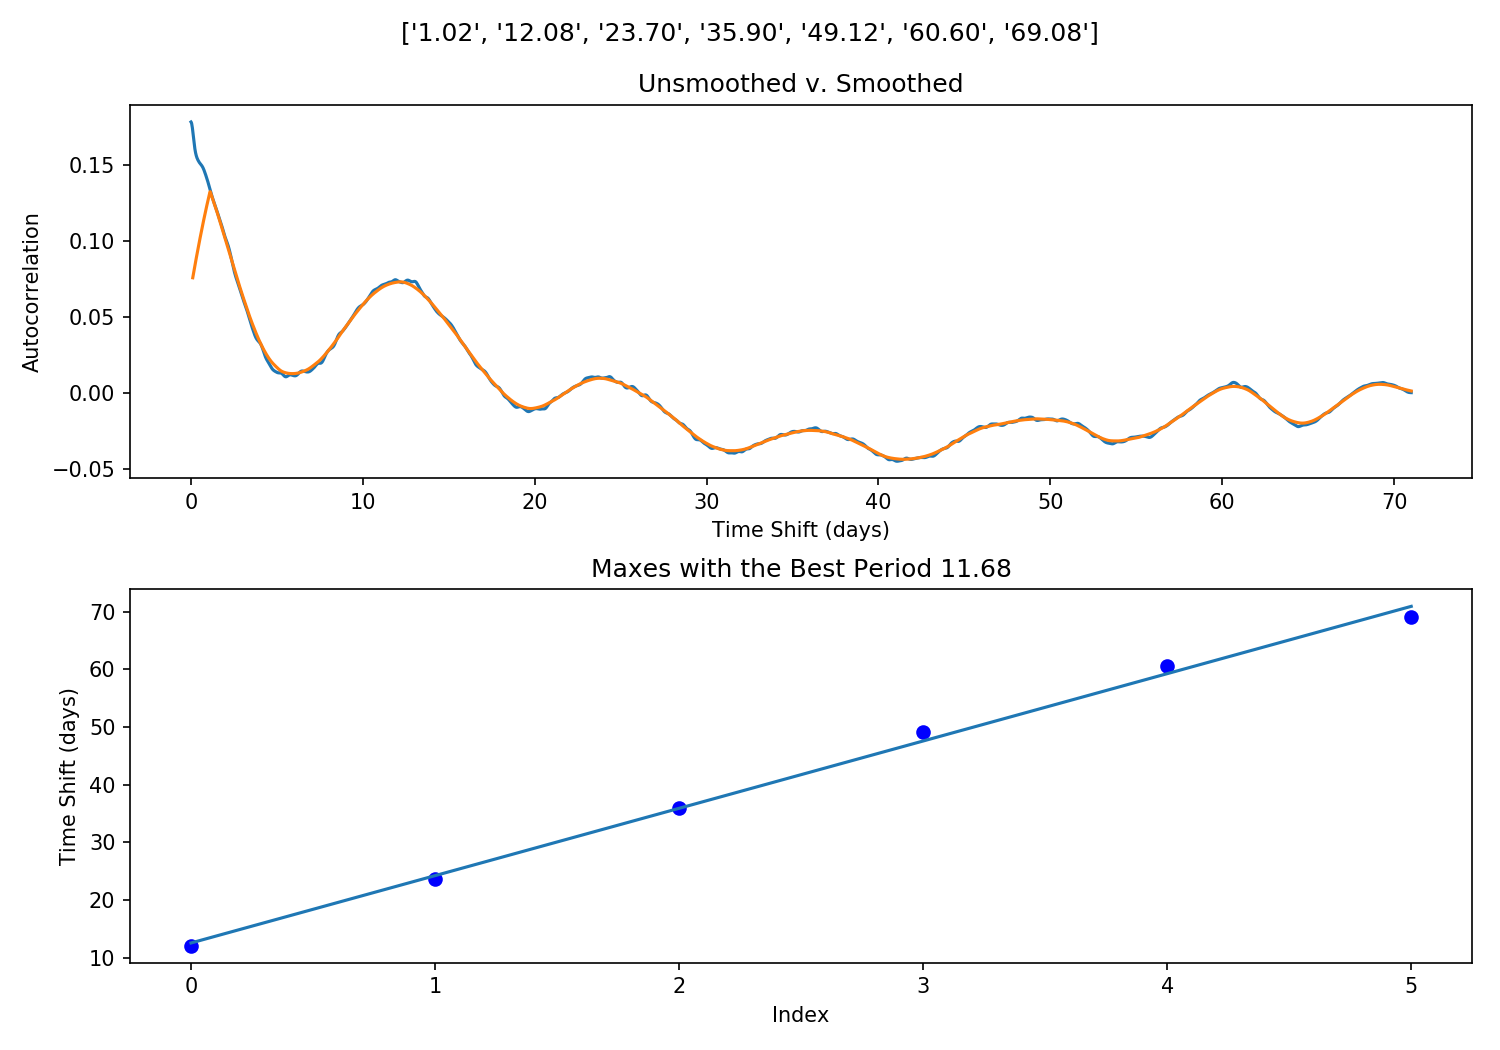 ['1.02', '12.08', '23.70', '35.90', '49.12', '60.60', '69.08']
Unsmoothed v. Smoothed
Autocorrelation
0.15
0.10
0.05
0.00
−0.05
0 10 20 30 40 50 60 70
Time Shift (days)
Maxes with the Best Period 11.68
Time Shift (days)
70
60
50
40
30
20
10
0 1 2 3 4 5
Index